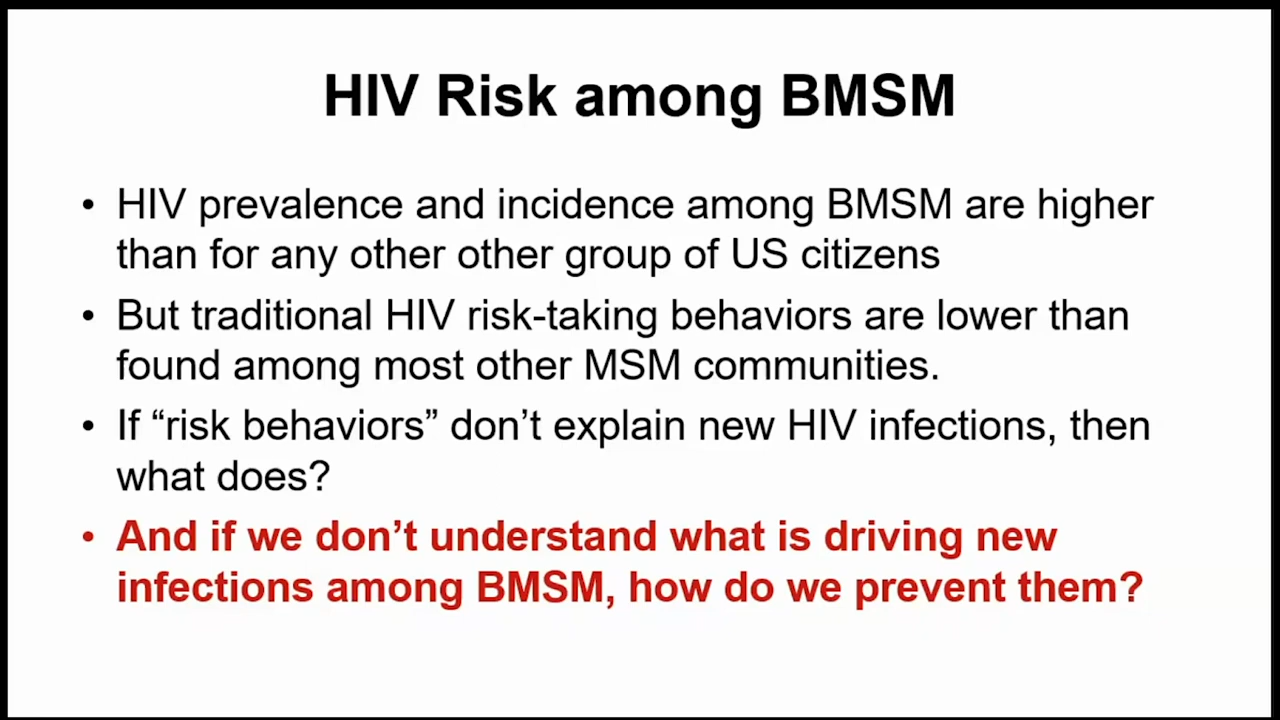 HIV Risk among BMSM
• HIV prevalence and incidence among BMSM are higher
than for any other other group of US citizens
• But traditional HIV risk-taking behaviors are lower than
found among most other MSM communities.
• If “risk behaviors” don’t explain new HIV infections, then
what does?
• And if we don’t understand what is driving new
infections among BMSM, how do we prevent them?